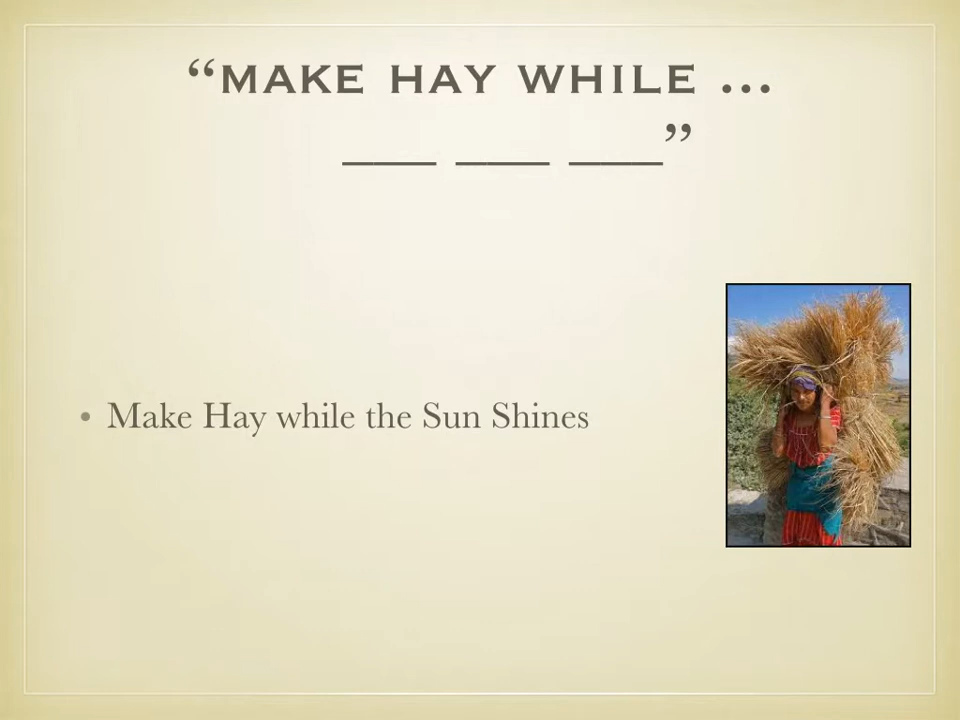 “MAKE HAY WHILE ...
___ ___ ___”
• Make Hay while the Sun Shines